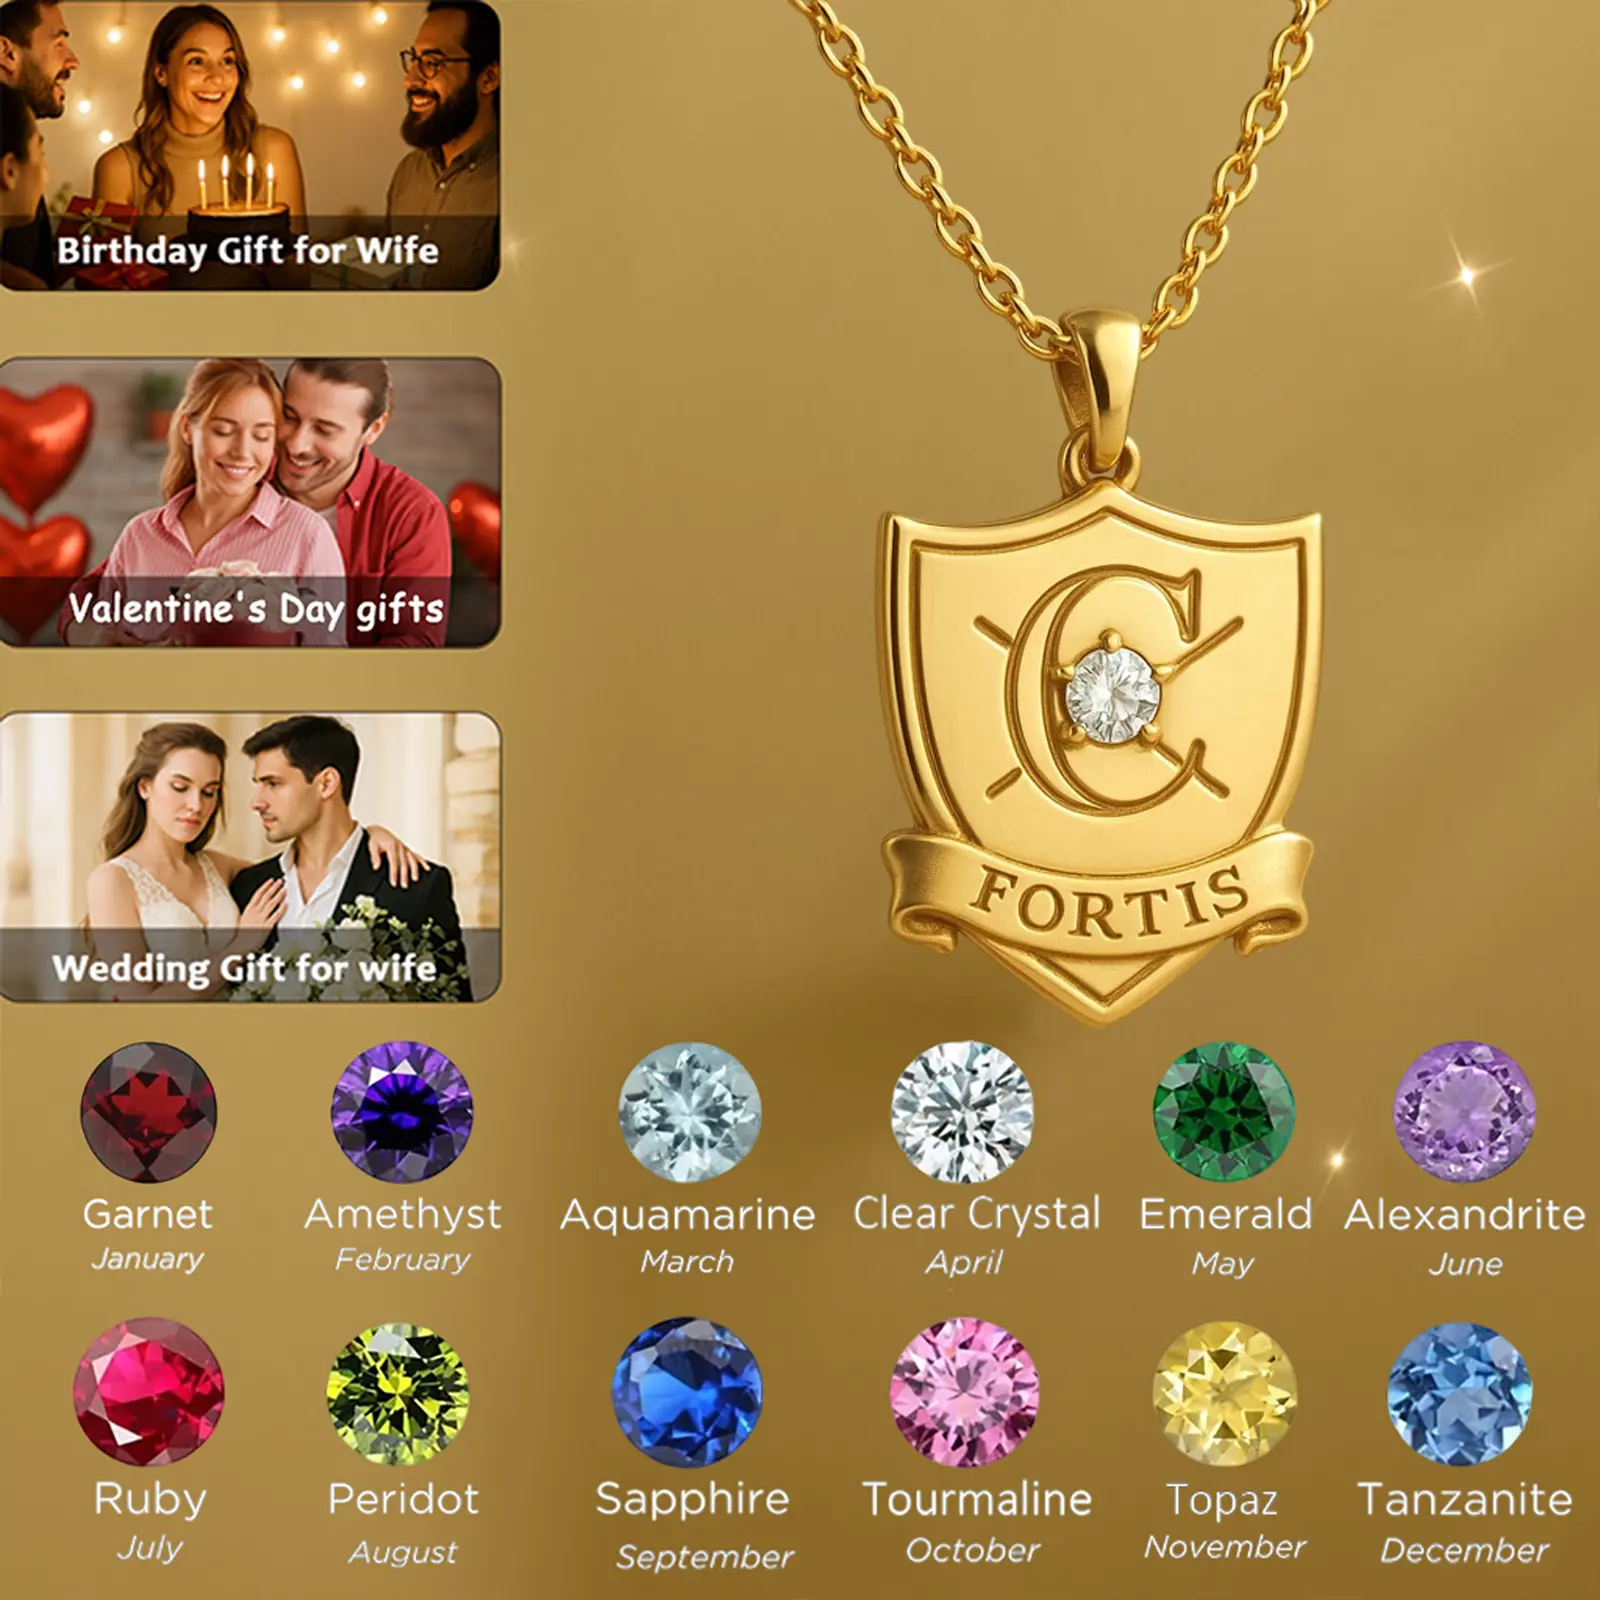 Birthday Gift for Wife
Valentine's Day gifts
Wedding Gift for wife
C
FORTIS
Garnet Amethyst Aquamarine Clear Crystal Emerald Alexandrite
January February March April May June
Ruby Peridot Sapphire Tourmaline Topaz Tanzanite
July August September October November December